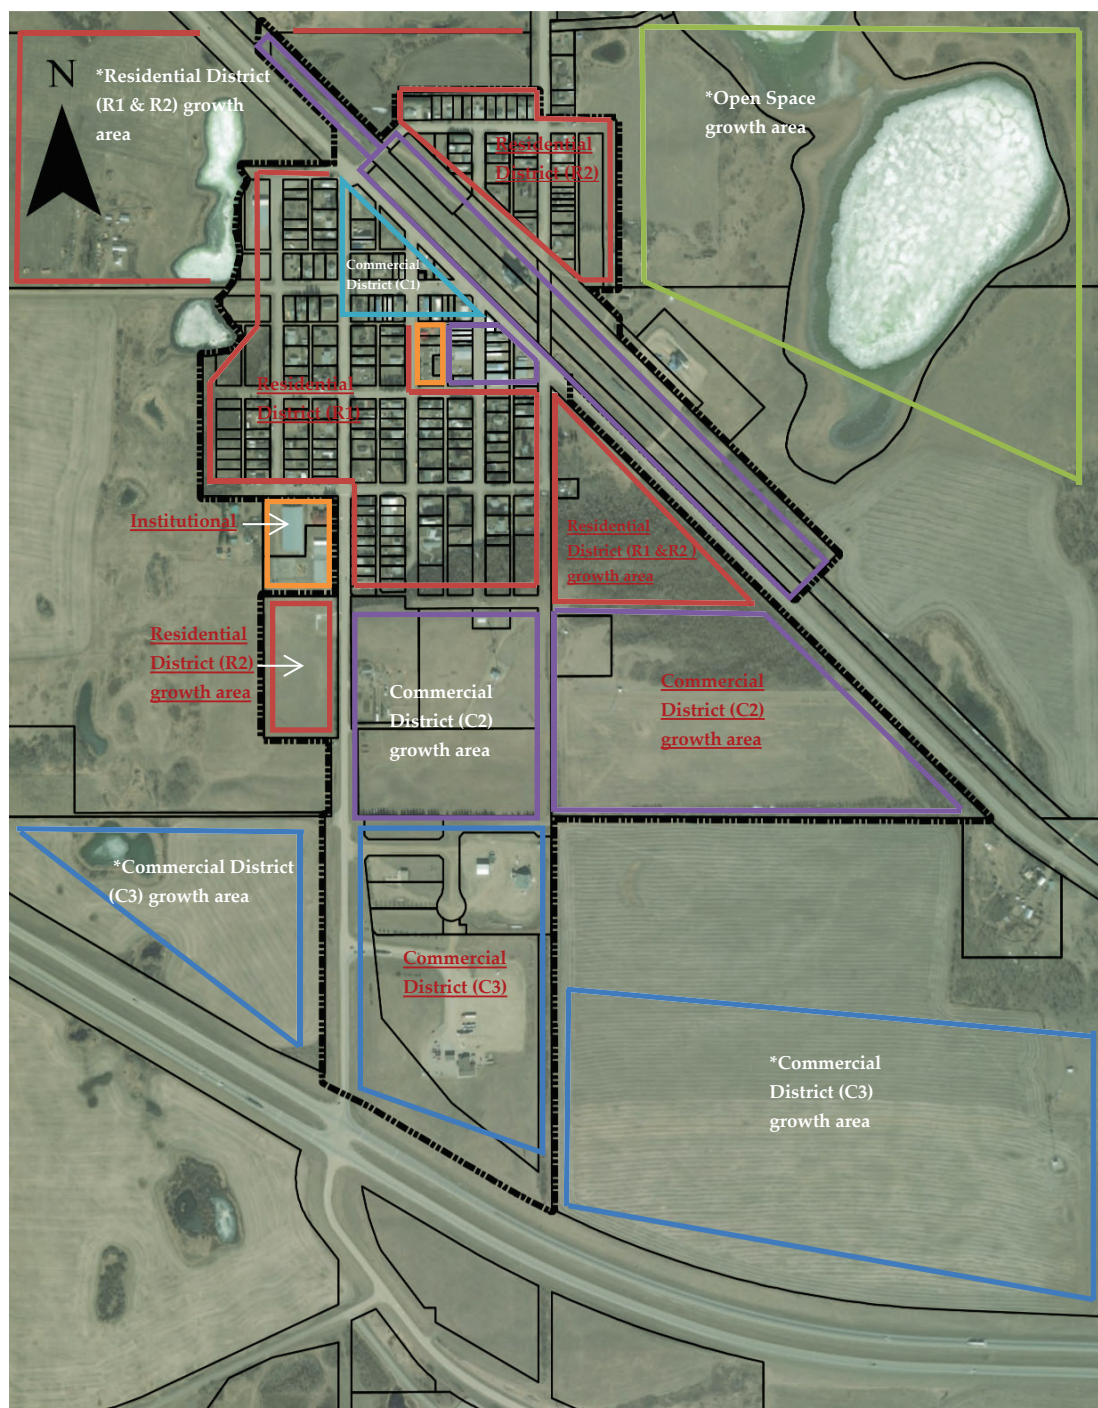 N
*Residential District
(R1 & R2) growth
area
*Open Space
growth area
Residential
District (R2)
Commercial
District (C1)
Residential
District (R1)
Institutional
Residential
District (R1 &R2 )
growth area
Residential
District (R2)
growth area
Commercial
District (C2)
growth area
Commercial
District (C2)
growth area
*Commercial District
(C3) growth area
Commercial
District (C3)
*Commercial
District (C3)
growth area